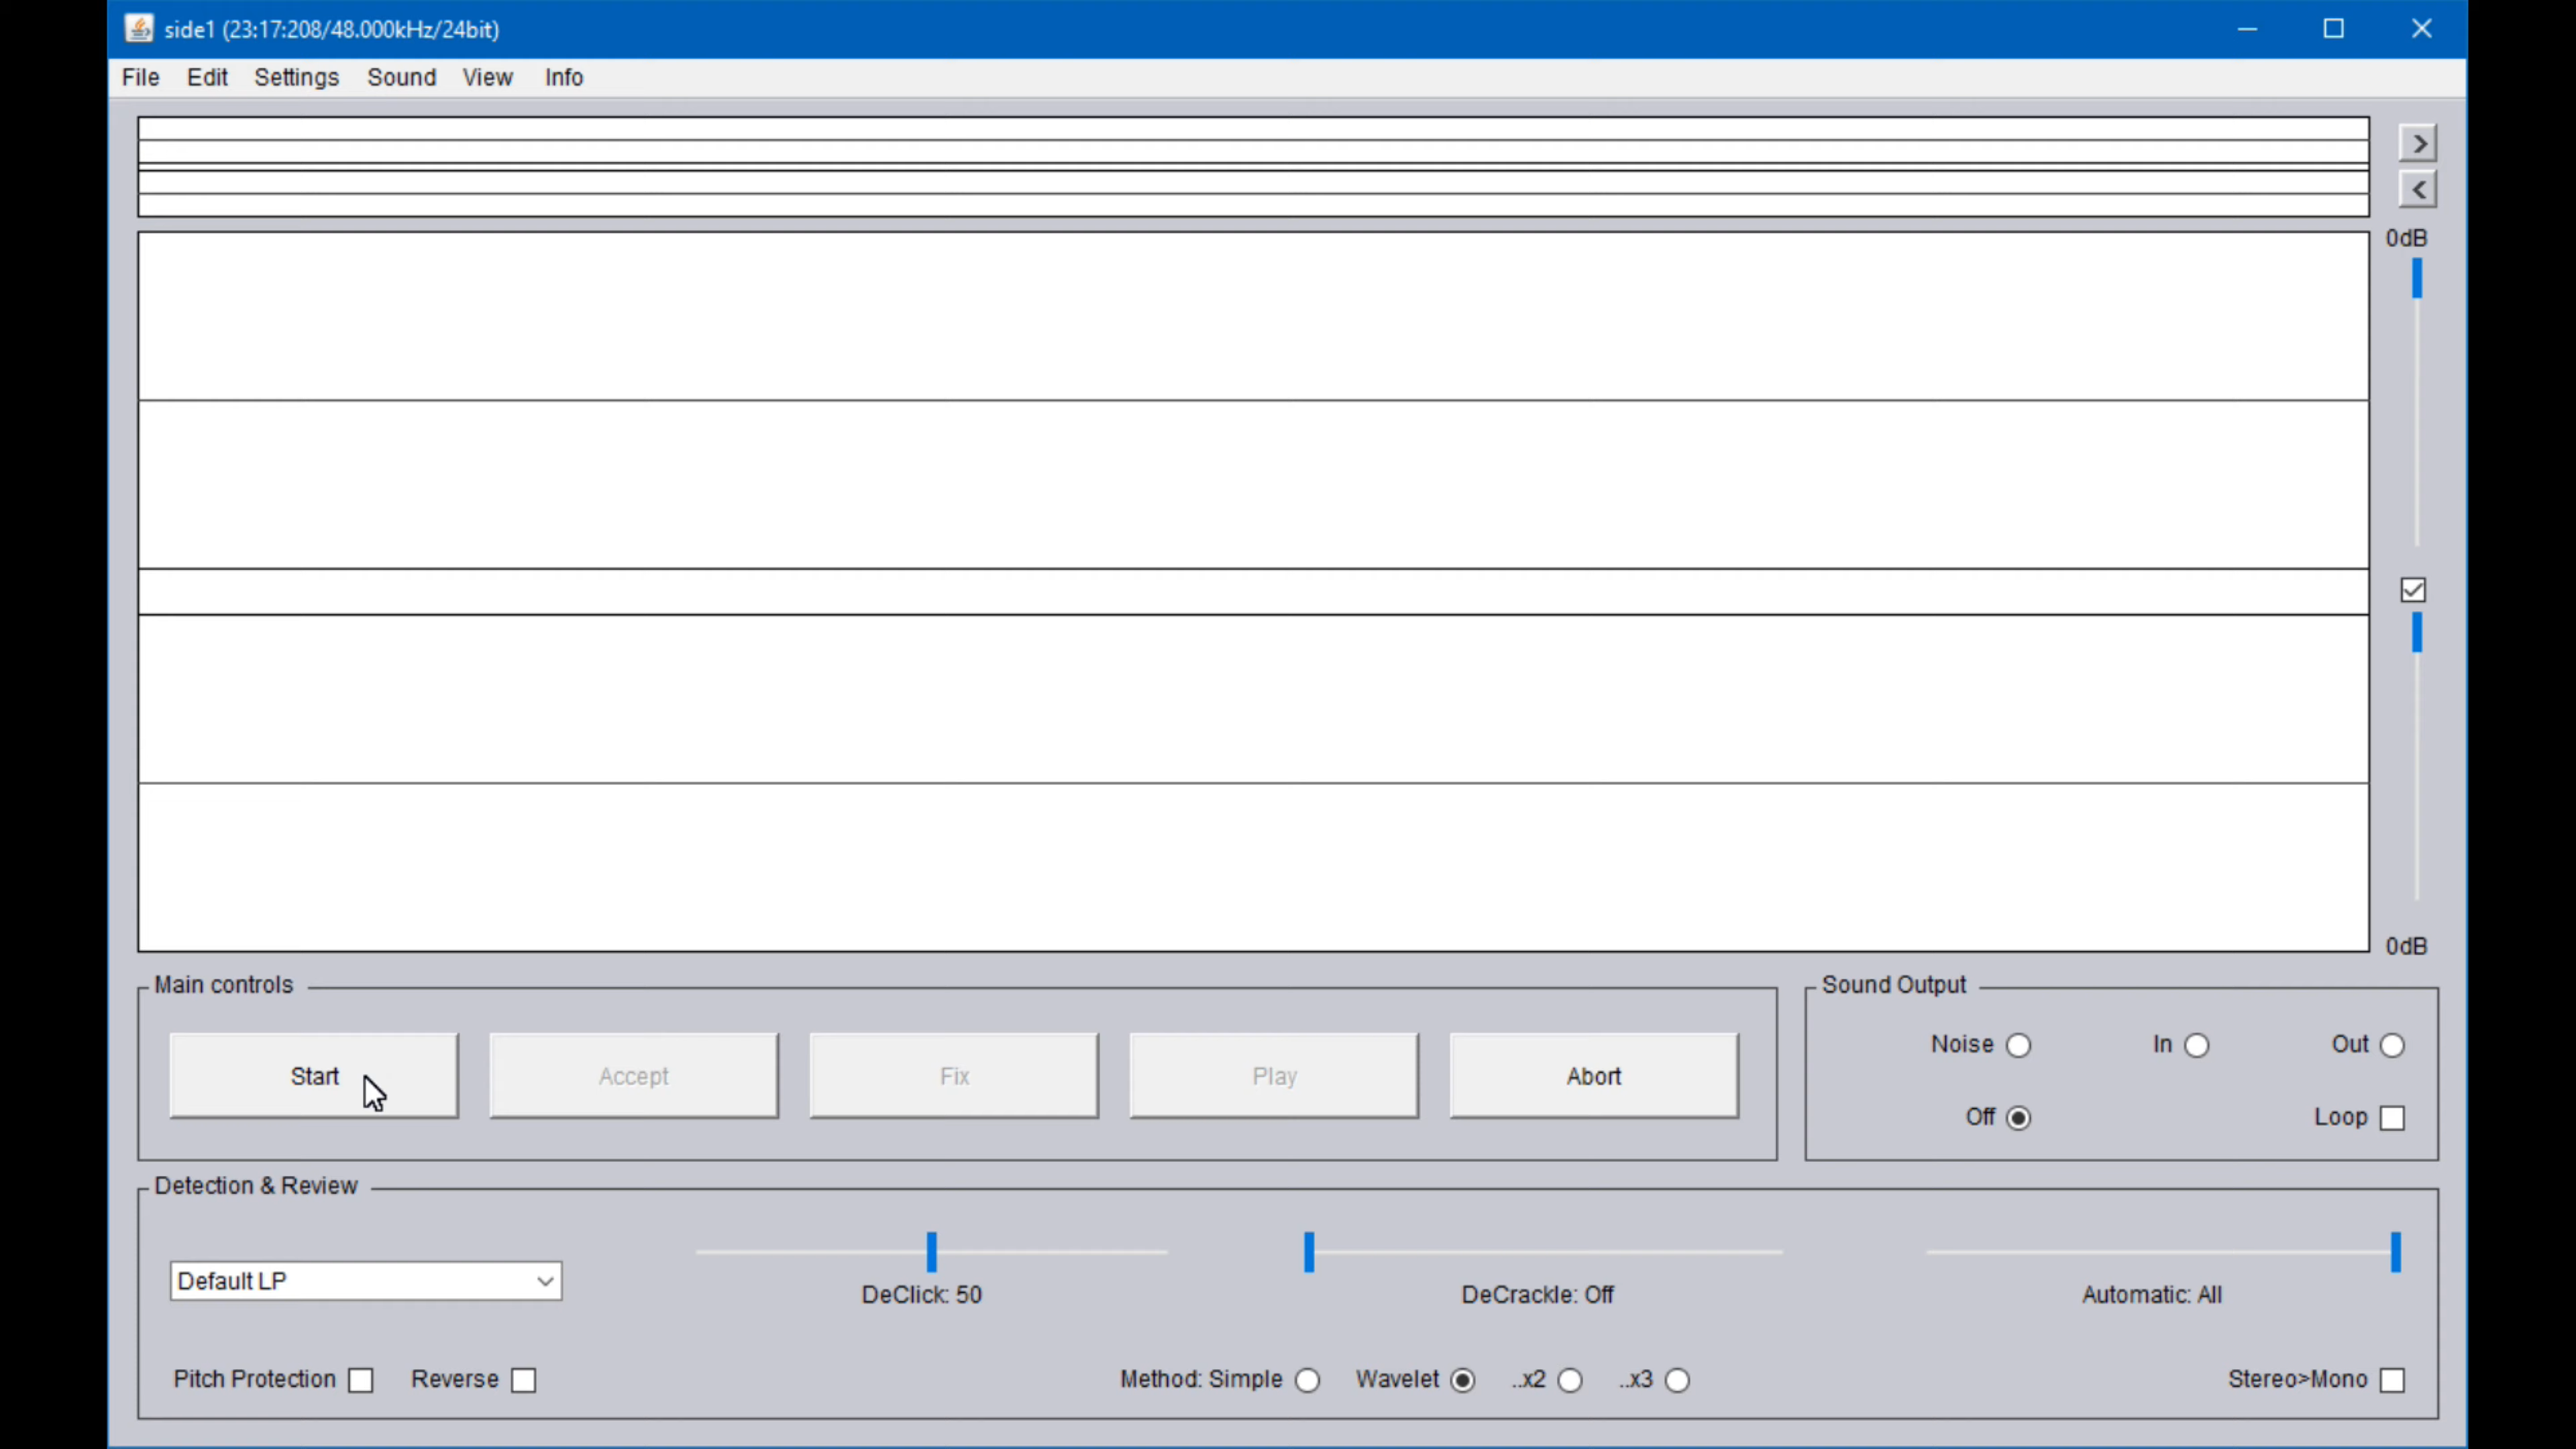 side1 (23:17:208/48.000kHz/24bit)
File Edit Settings Sound View Info
0dB
0dB
Main controls
Start Accept Fix Play Abort
Sound Output
Noise In Out
Off Loop
Detection & Review
Default LP
DeClick: 50 DeCrackle: Off Automatic: All
Pitch Protection Reverse Method: Simple Wavelet ..x2 ..x3 Stereo>Mono